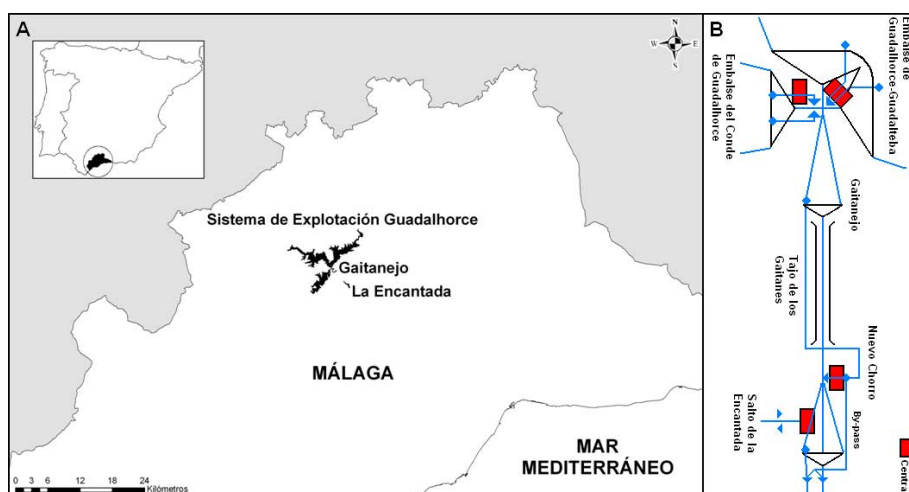 A
N
W E
S
Sistema de Explotación Guadalhorce
Gaitanejo
La Encantada
MÁLAGA
MAR
MEDITERRÁNEO
0 3 6 12 18 24
Kilómetros
B
Embalse del Conde
de Guadalhorce
Embalse de
Guadalhorce-Guadalteba
Gaitanejo
Tajo de los
Gaitanes
Nuevo Chorro
Salto de la
Encantada
By-pass
Centra